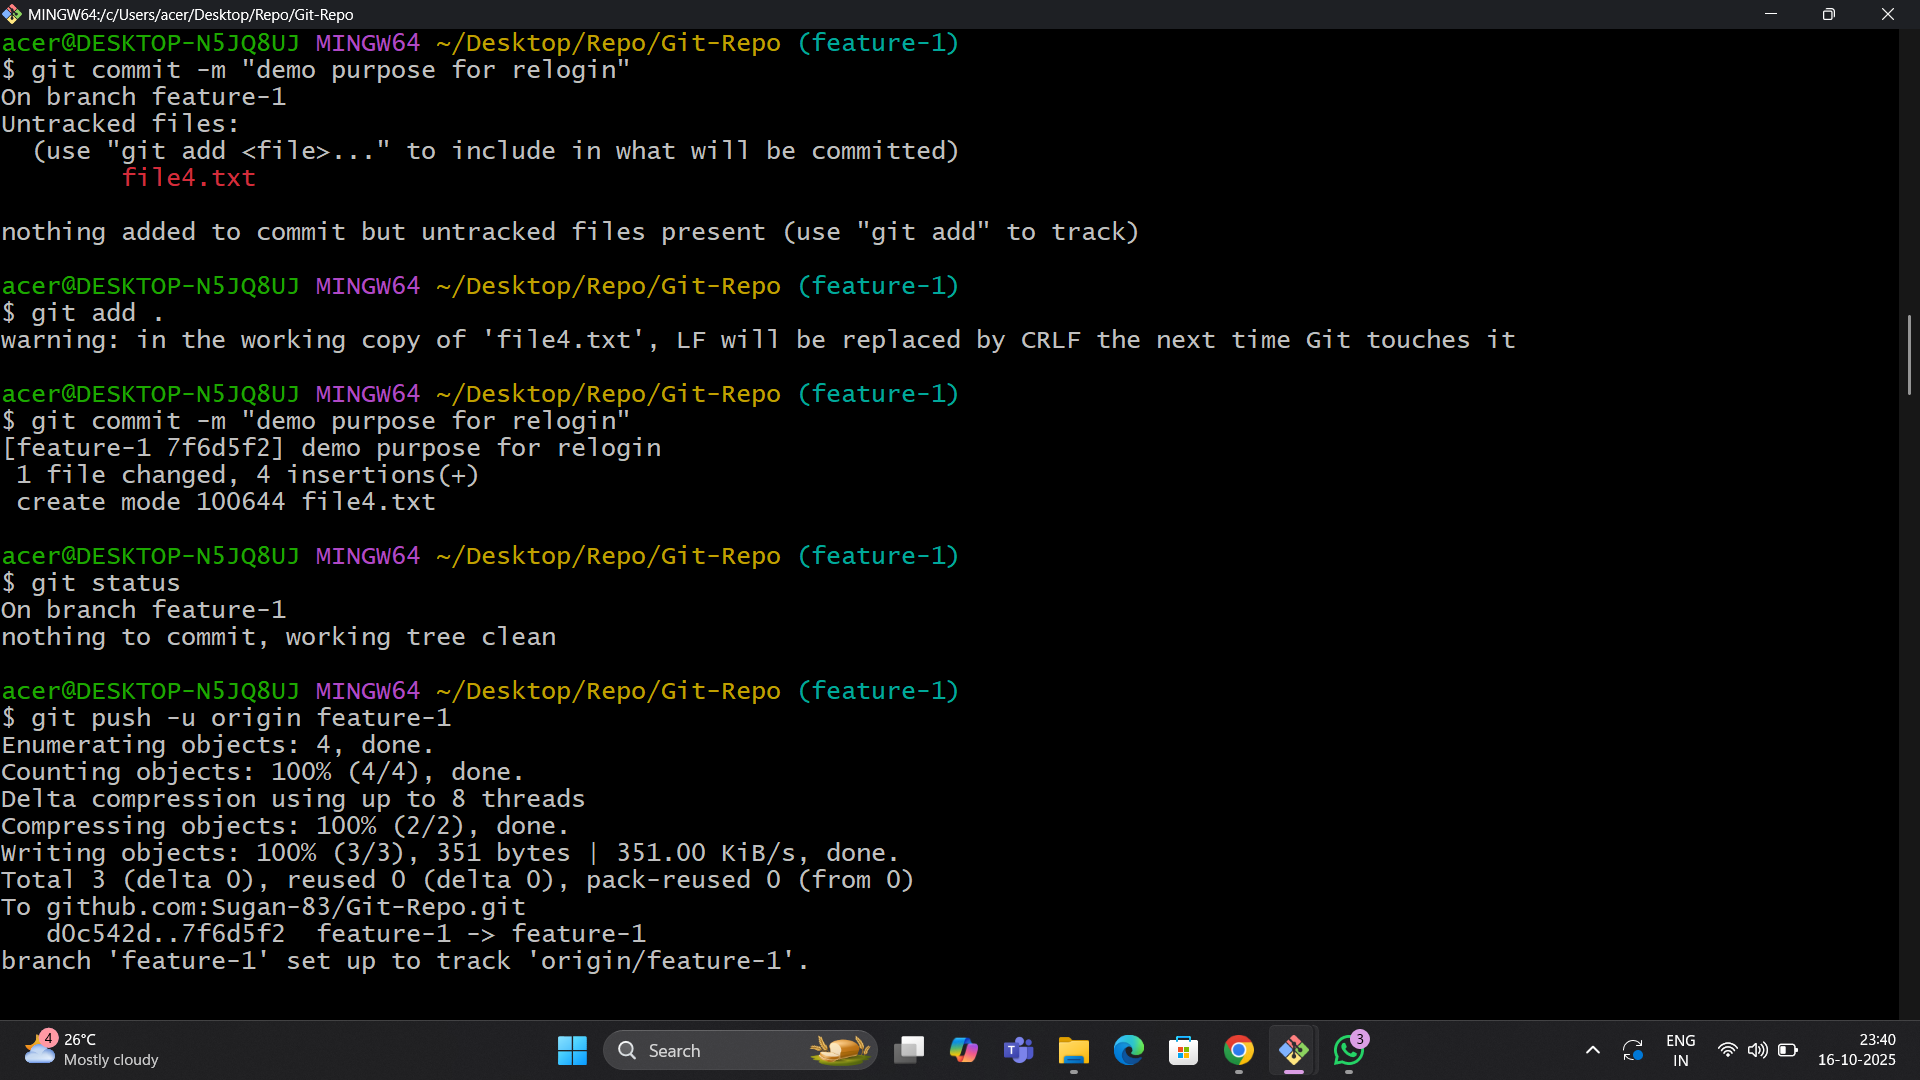 MINGW64:/c/Users/acer/Desktop/Repo/Git-Repo
acer@DESKTOP-N5JQ8UJ MINGW64 ~/Desktop/Repo/Git-Repo (feature-1)
$ git commit -m "demo purpose for relogin"
On branch feature-1
Untracked files:
  (use "git add <file>..." to include in what will be committed)
        file4.txt

nothing added to commit but untracked files present (use "git add" to track)

acer@DESKTOP-N5JQ8UJ MINGW64 ~/Desktop/Repo/Git-Repo (feature-1)
$ git add .
warning: in the working copy of 'file4.txt', LF will be replaced by CRLF the next time Git touches it

acer@DESKTOP-N5JQ8UJ MINGW64 ~/Desktop/Repo/Git-Repo (feature-1)
$ git commit -m "demo purpose for relogin"
[feature-1 7f6d5f2] demo purpose for relogin
 1 file changed, 4 insertions(+)
 create mode 100644 file4.txt

acer@DESKTOP-N5JQ8UJ MINGW64 ~/Desktop/Repo/Git-Repo (feature-1)
$ git status
On branch feature-1
nothing to commit, working tree clean

acer@DESKTOP-N5JQ8UJ MINGW64 ~/Desktop/Repo/Git-Repo (feature-1)
$ git push -u origin feature-1
Enumerating objects: 4, done.
Counting objects: 100% (4/4), done.
Delta compression using up to 8 threads
Compressing objects: 100% (2/2), done.
Writing objects: 100% (3/3), 351 bytes | 351.00 KiB/s, done.
Total 3 (delta 0), reused 0 (delta 0), pack-reused 0 (from 0)
To github.com:Sugan-83/Git-Repo.git
   d0c542d..7f6d5f2  feature-1 -> feature-1
branch 'feature-1' set up to track 'origin/feature-1'.
4
26°C
Mostly cloudy
Search
3
ENG
IN
23:40
16-10-2025